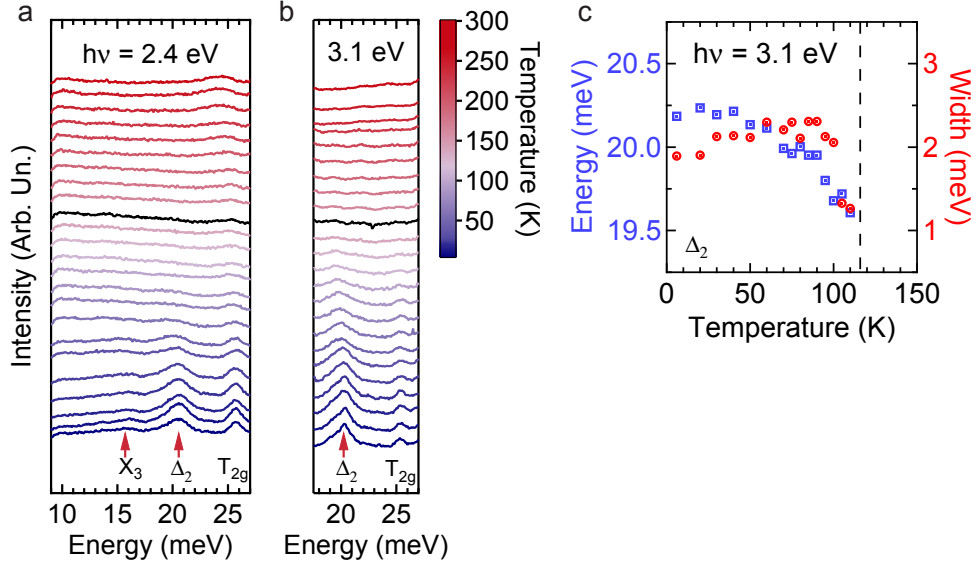 a
hν = 2.4 eV
Intensity (Arb. Un.)
X3
Δ2
T2g
10
15
20
25
Energy (meV)
b
3.1 eV
Δ2
T2g
20
25
Energy (meV)
300
250
200
150
100
50
Temperature (K)
c
hν = 3.1 eV
20.5
20.0
19.5
Energy (meV)
3
2
1
Width (meV)
Δ2
0
50
100
150
Temperature (K)